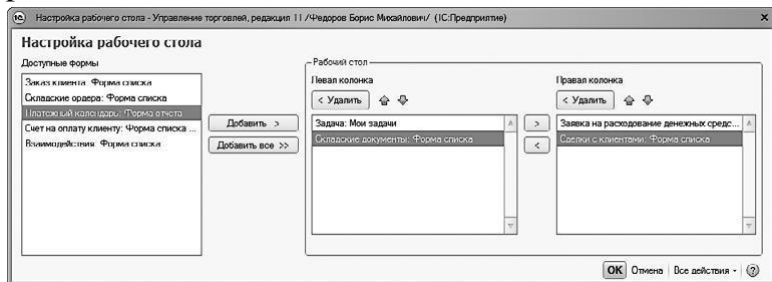 Настройка рабочего стола - Управление торговлей, редакция 11 /Федоров Борис Михайлович/ (1С:Предприятие)
Настройка рабочего стола
Доступные формы
Заказ клиента: Форма списка
Складские ордера: Форма списка
Платежный календарь: Форма отчета
Счет на оплату клиенту: Форма списка ...
Взаимодействия: Форма списка
Добавить >
Добавить все >>
Рабочий стол
Левая колонка
< Удалить
Задача: Мои задачи
Складские документы: Форма списка
>
<
Правая колонка
< Удалить
Заявка на расходование денежных средс...
Сделки с клиентами: Форма списка
OK Отмена Все действия ?